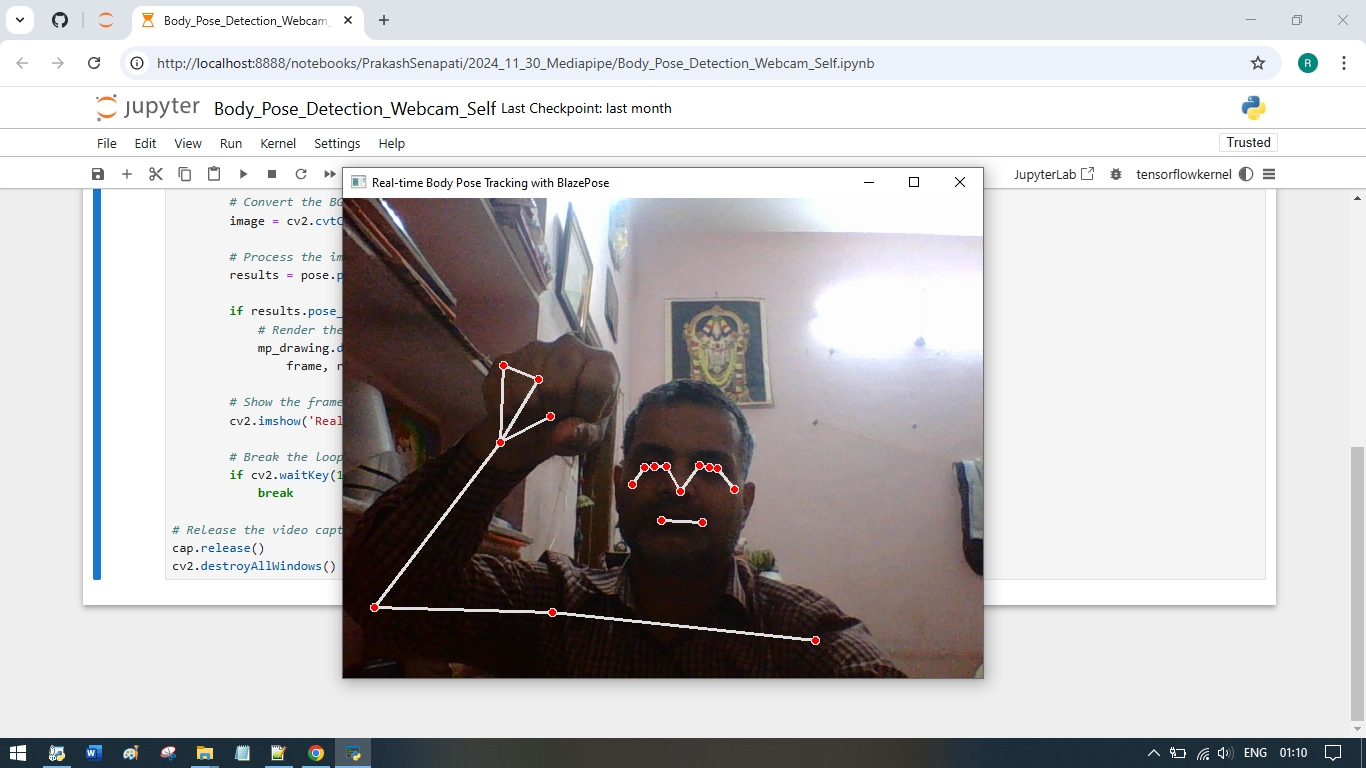 Body_Pose_Detection_Webcam_
http://localhost:8888/notebooks/PrakashSenapati/2024_11_30_Mediapipe/Body_Pose_Detection_Webcam_Self.ipynb
R
jupyter Body_Pose_Detection_Webcam_Self Last Checkpoint: last month
File Edit View Run Kernel Settings Help
Trusted
JupyterLab tensorflowkernel
Real-time Body Pose Tracking with BlazePose
# Convert the BG
image = cv2.cvtC
# Process the im
results = pose.p
if results.pose_
# Render the
mp_drawing.d
frame, r
# Show the frame
cv2.imshow('Real
# Break the loop
if cv2.waitKey(1
break
# Release the video capt
cap.release()
cv2.destroyAllWindows()
ENG 01:10